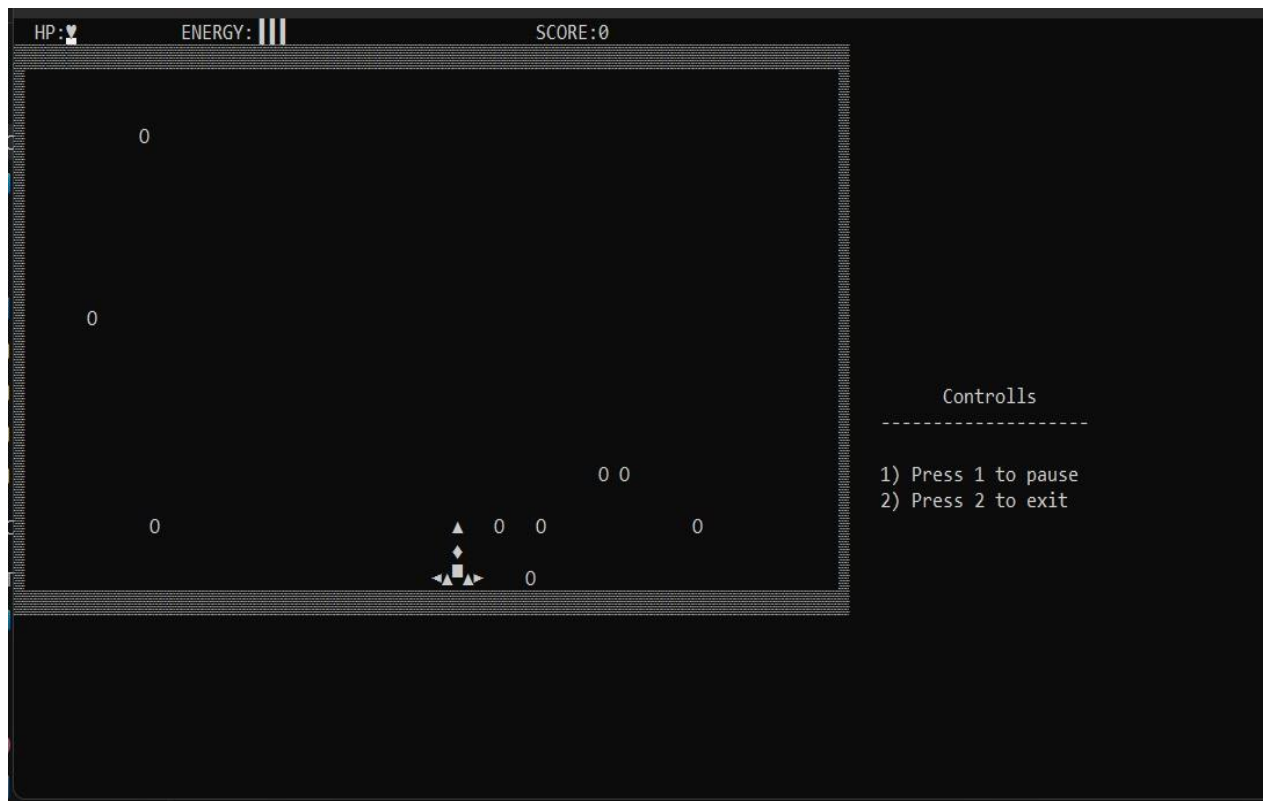 HP:♥ ENERGY:▐▐▐ SCORE:0
O
O
Controlls
--------------------
O O
1) Press 1 to pause
2) Press 2 to exit
O ▲ O O O
♦
◄▲■▲► O